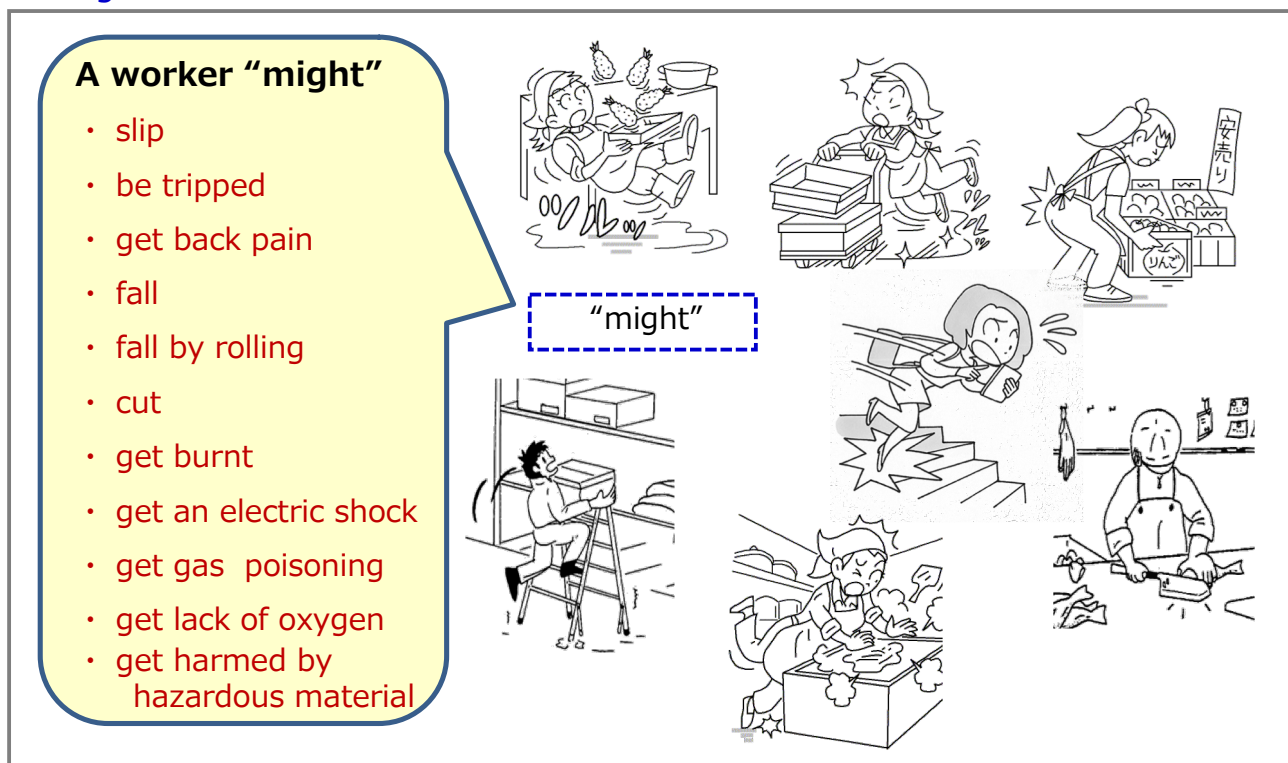 A worker “might”
・ slip
・ be tripped
・ get back pain
・ fall
・ fall by rolling
・ cut
・ get burnt
・ get an electric shock
・ get gas poisoning
・ get lack of oxygen
・ get harmed by
hazardous material
“might”
安売り
りんご